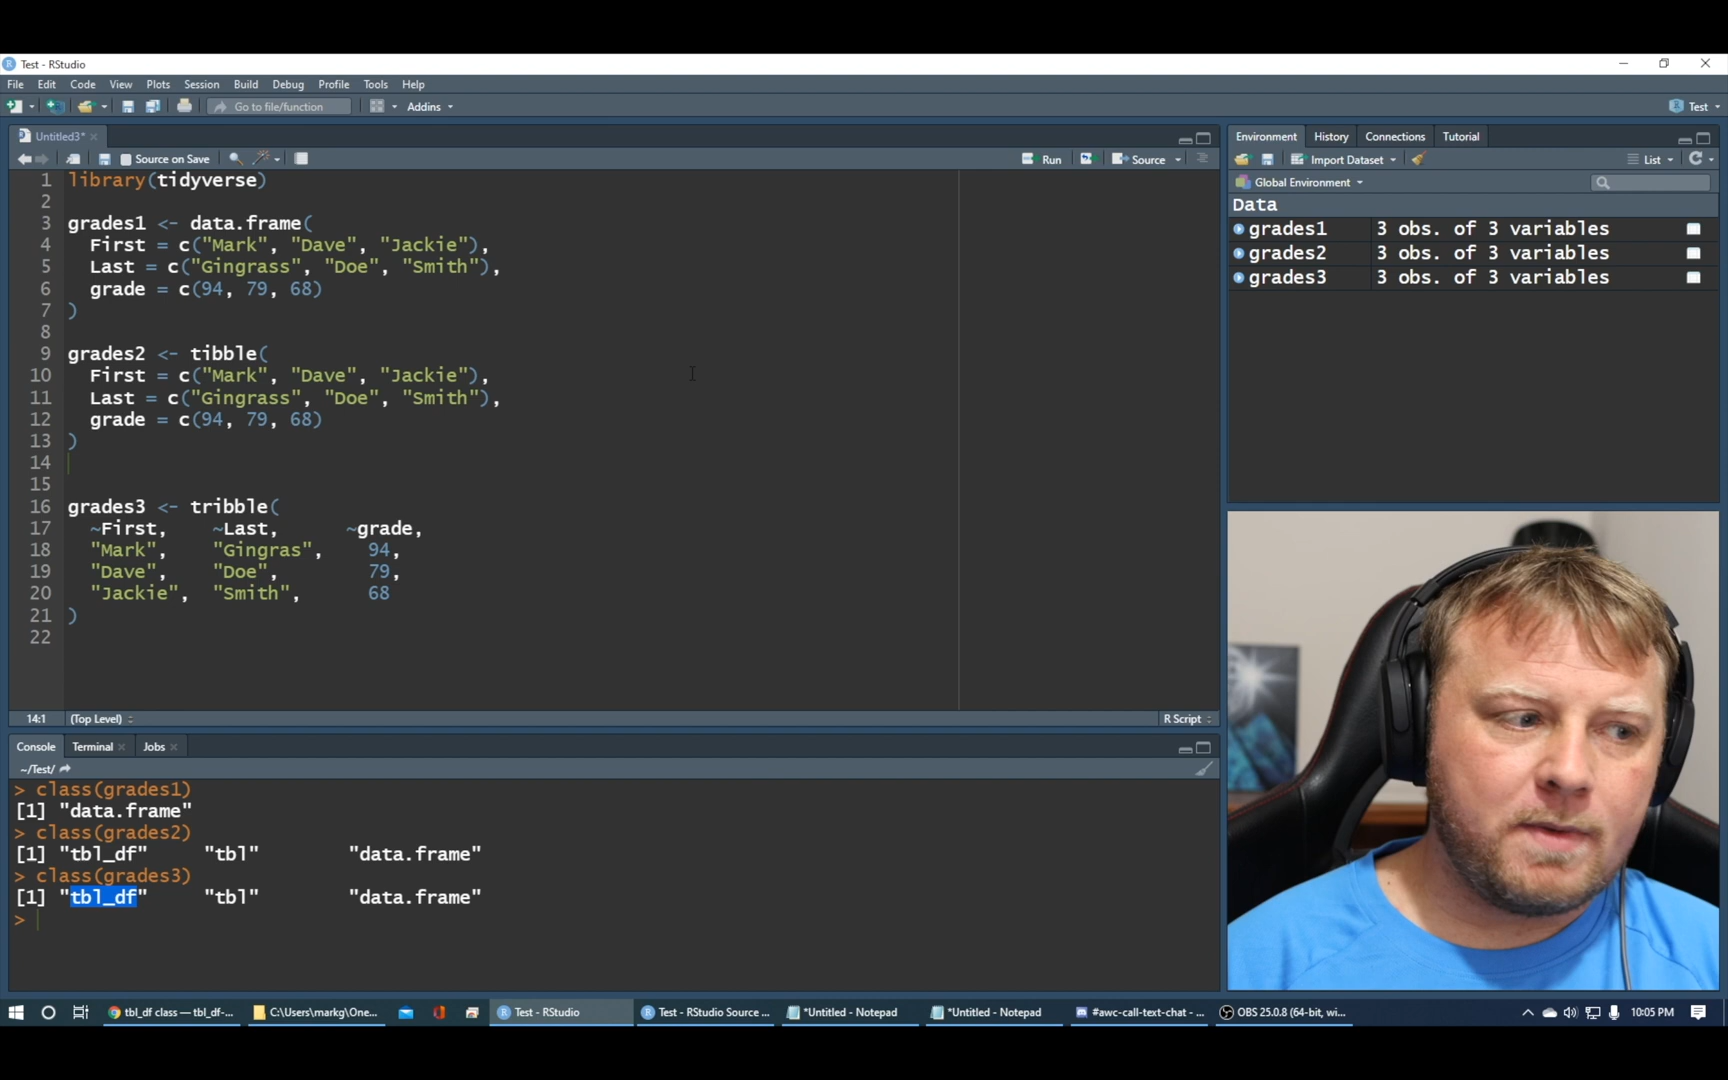 Test - RStudio
File Edit Code View Plots Session Build Debug Profile Tools Help
Go to file/function Addins Test
Untitled3*
Source on Save Run Source
1 library(tidyverse)
2
3 grades1 <- data.frame(
4 First = c("Mark", "Dave", "Jackie"),
5 Last = c("Gingrass", "Doe", "Smith"),
6 grade = c(94, 79, 68)
7 )
8
9 grades2 <- tibble(
10 First = c("Mark", "Dave", "Jackie"),
11 Last = c("Gingrass", "Doe", "Smith"),
12 grade = c(94, 79, 68)
13 )
14
15
16 grades3 <- tribble(
17 ~First, ~Last, ~grade,
18 "Mark", "Gingras", 94,
19 "Dave", "Doe", 79,
20 "Jackie", "Smith", 68
21 )
22
14:1 (Top Level) R Script
Console Terminal Jobs
~/Test/
> class(grades1)
[1] "data.frame"
> class(grades2)
[1] "tbl_df" "tbl" "data.frame"
> class(grades3)
[1] "tbl_df" "tbl" "data.frame"
>
Environment History Connections Tutorial
Import Dataset List
Global Environment
Data
grades1 3 obs. of 3 variables
grades2 3 obs. of 3 variables
grades3 3 obs. of 3 variables
tbl_df class — tbl_df-... C:\Users\markg\One... Test - RStudio Test - RStudio Source ... *Untitled - Notepad *Untitled - Notepad #awc-call-text-chat - ... OBS 25.0.8 (64-bit, wi... 10:05 PM